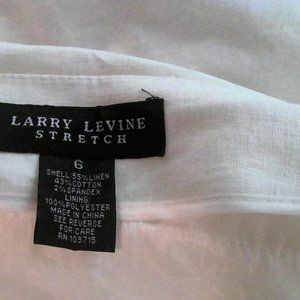 LARRY LEVINE
STRETCH
6
SHELL 55% LINEN
43% COTTON
2% SPANDEX
LINING
100% POLYESTER
MADE IN CHINA
SEE REVERSE
FOR CARE
RN 103715